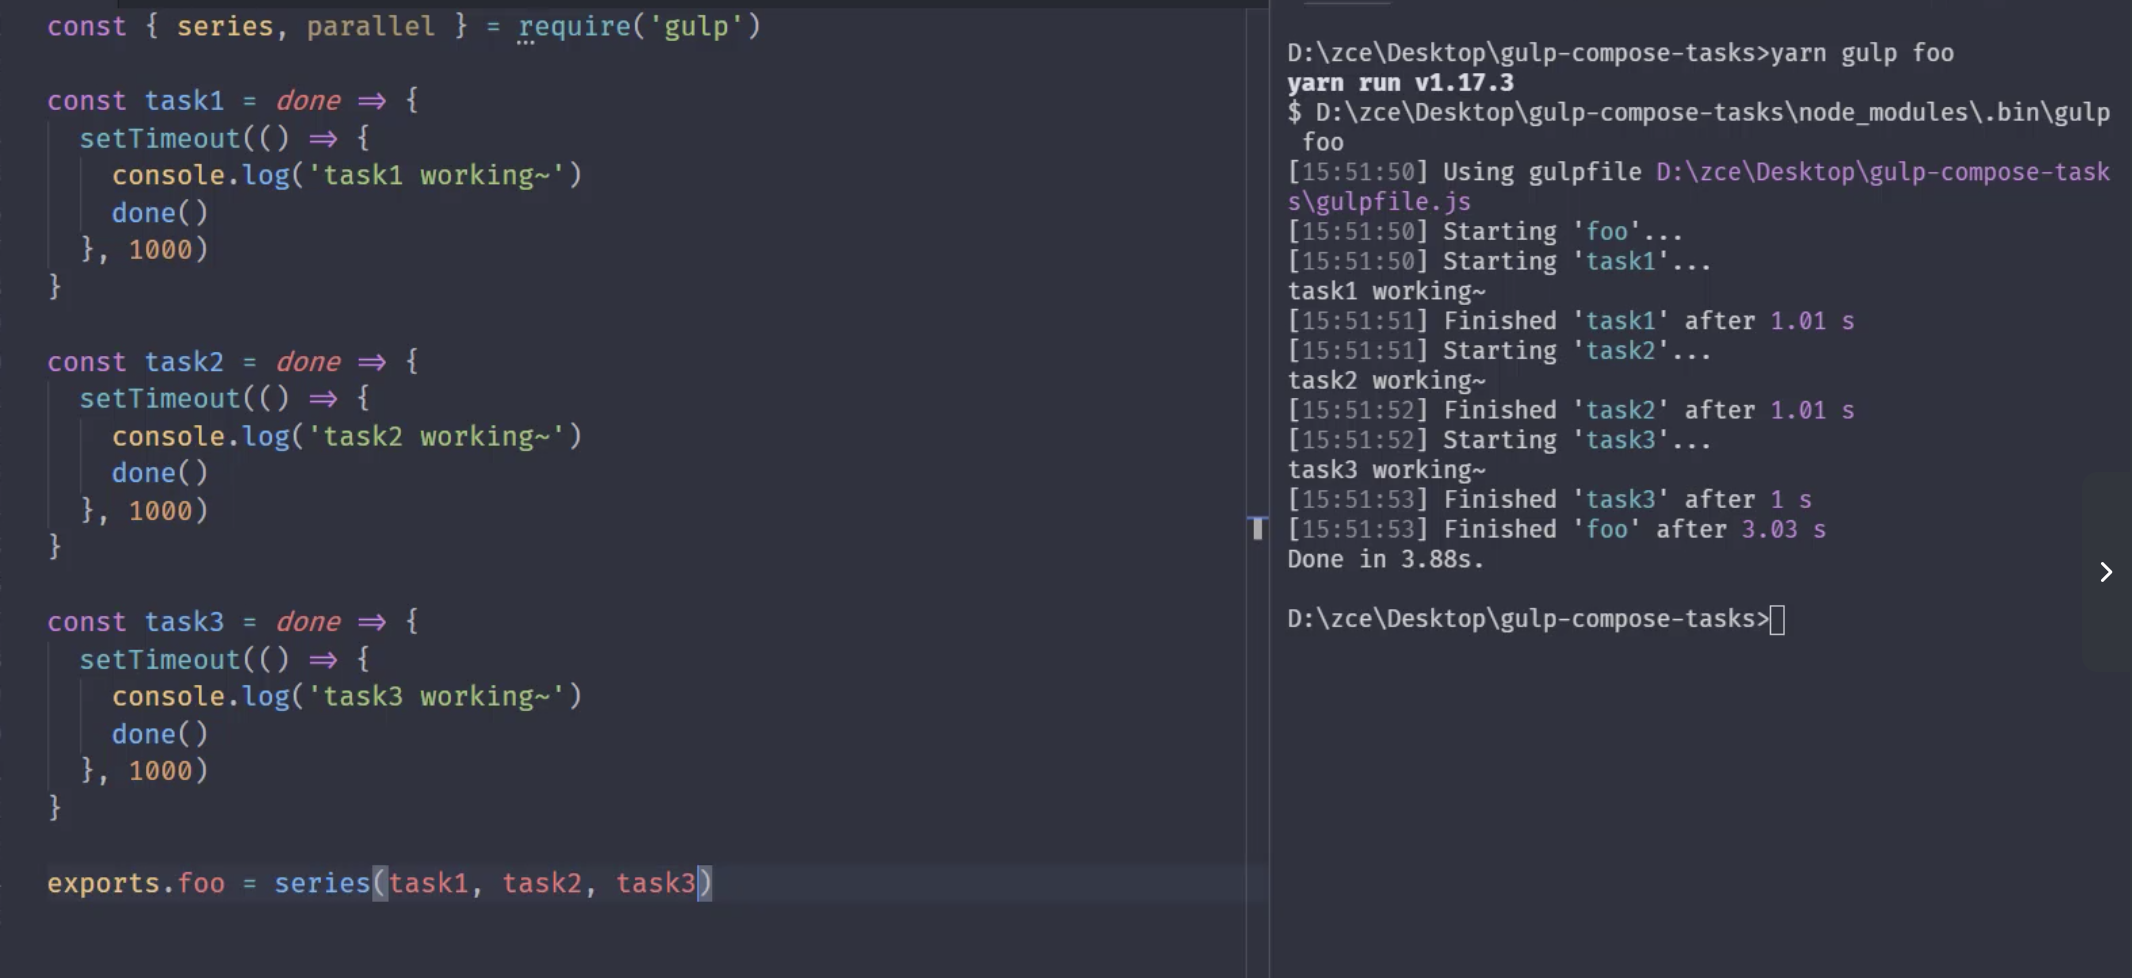 const { series, parallel } = require('gulp')
const task1 = done => {
setTimeout(() => {
console.log('task1 working~')
done()
}, 1000)
}
const task2 = done => {
setTimeout(() => {
console.log('task2 working~')
done()
}, 1000)
}
const task3 = done => {
setTimeout(() => {
console.log('task3 working~')
done()
}, 1000)
}
exports.foo = series(task1, task2, task3)
D:\zce\Desktop\gulp-compose-tasks>yarn gulp foo
yarn run v1.17.3
$ D:\zce\Desktop\gulp-compose-tasks\node_modules\.bin\gulp
foo
[15:51:50] Using gulpfile D:\zce\Desktop\gulp-compose-task
s\gulpfile.js
[15:51:50] Starting 'foo'...
[15:51:50] Starting 'task1'...
task1 working~
[15:51:51] Finished 'task1' after 1.01 s
[15:51:51] Starting 'task2'...
task2 working~
[15:51:52] Finished 'task2' after 1.01 s
[15:51:52] Starting 'task3'...
task3 working~
[15:51:53] Finished 'task3' after 1 s
[15:51:53] Finished 'foo' after 3.03 s
Done in 3.88s.
D:\zce\Desktop\gulp-compose-tasks>